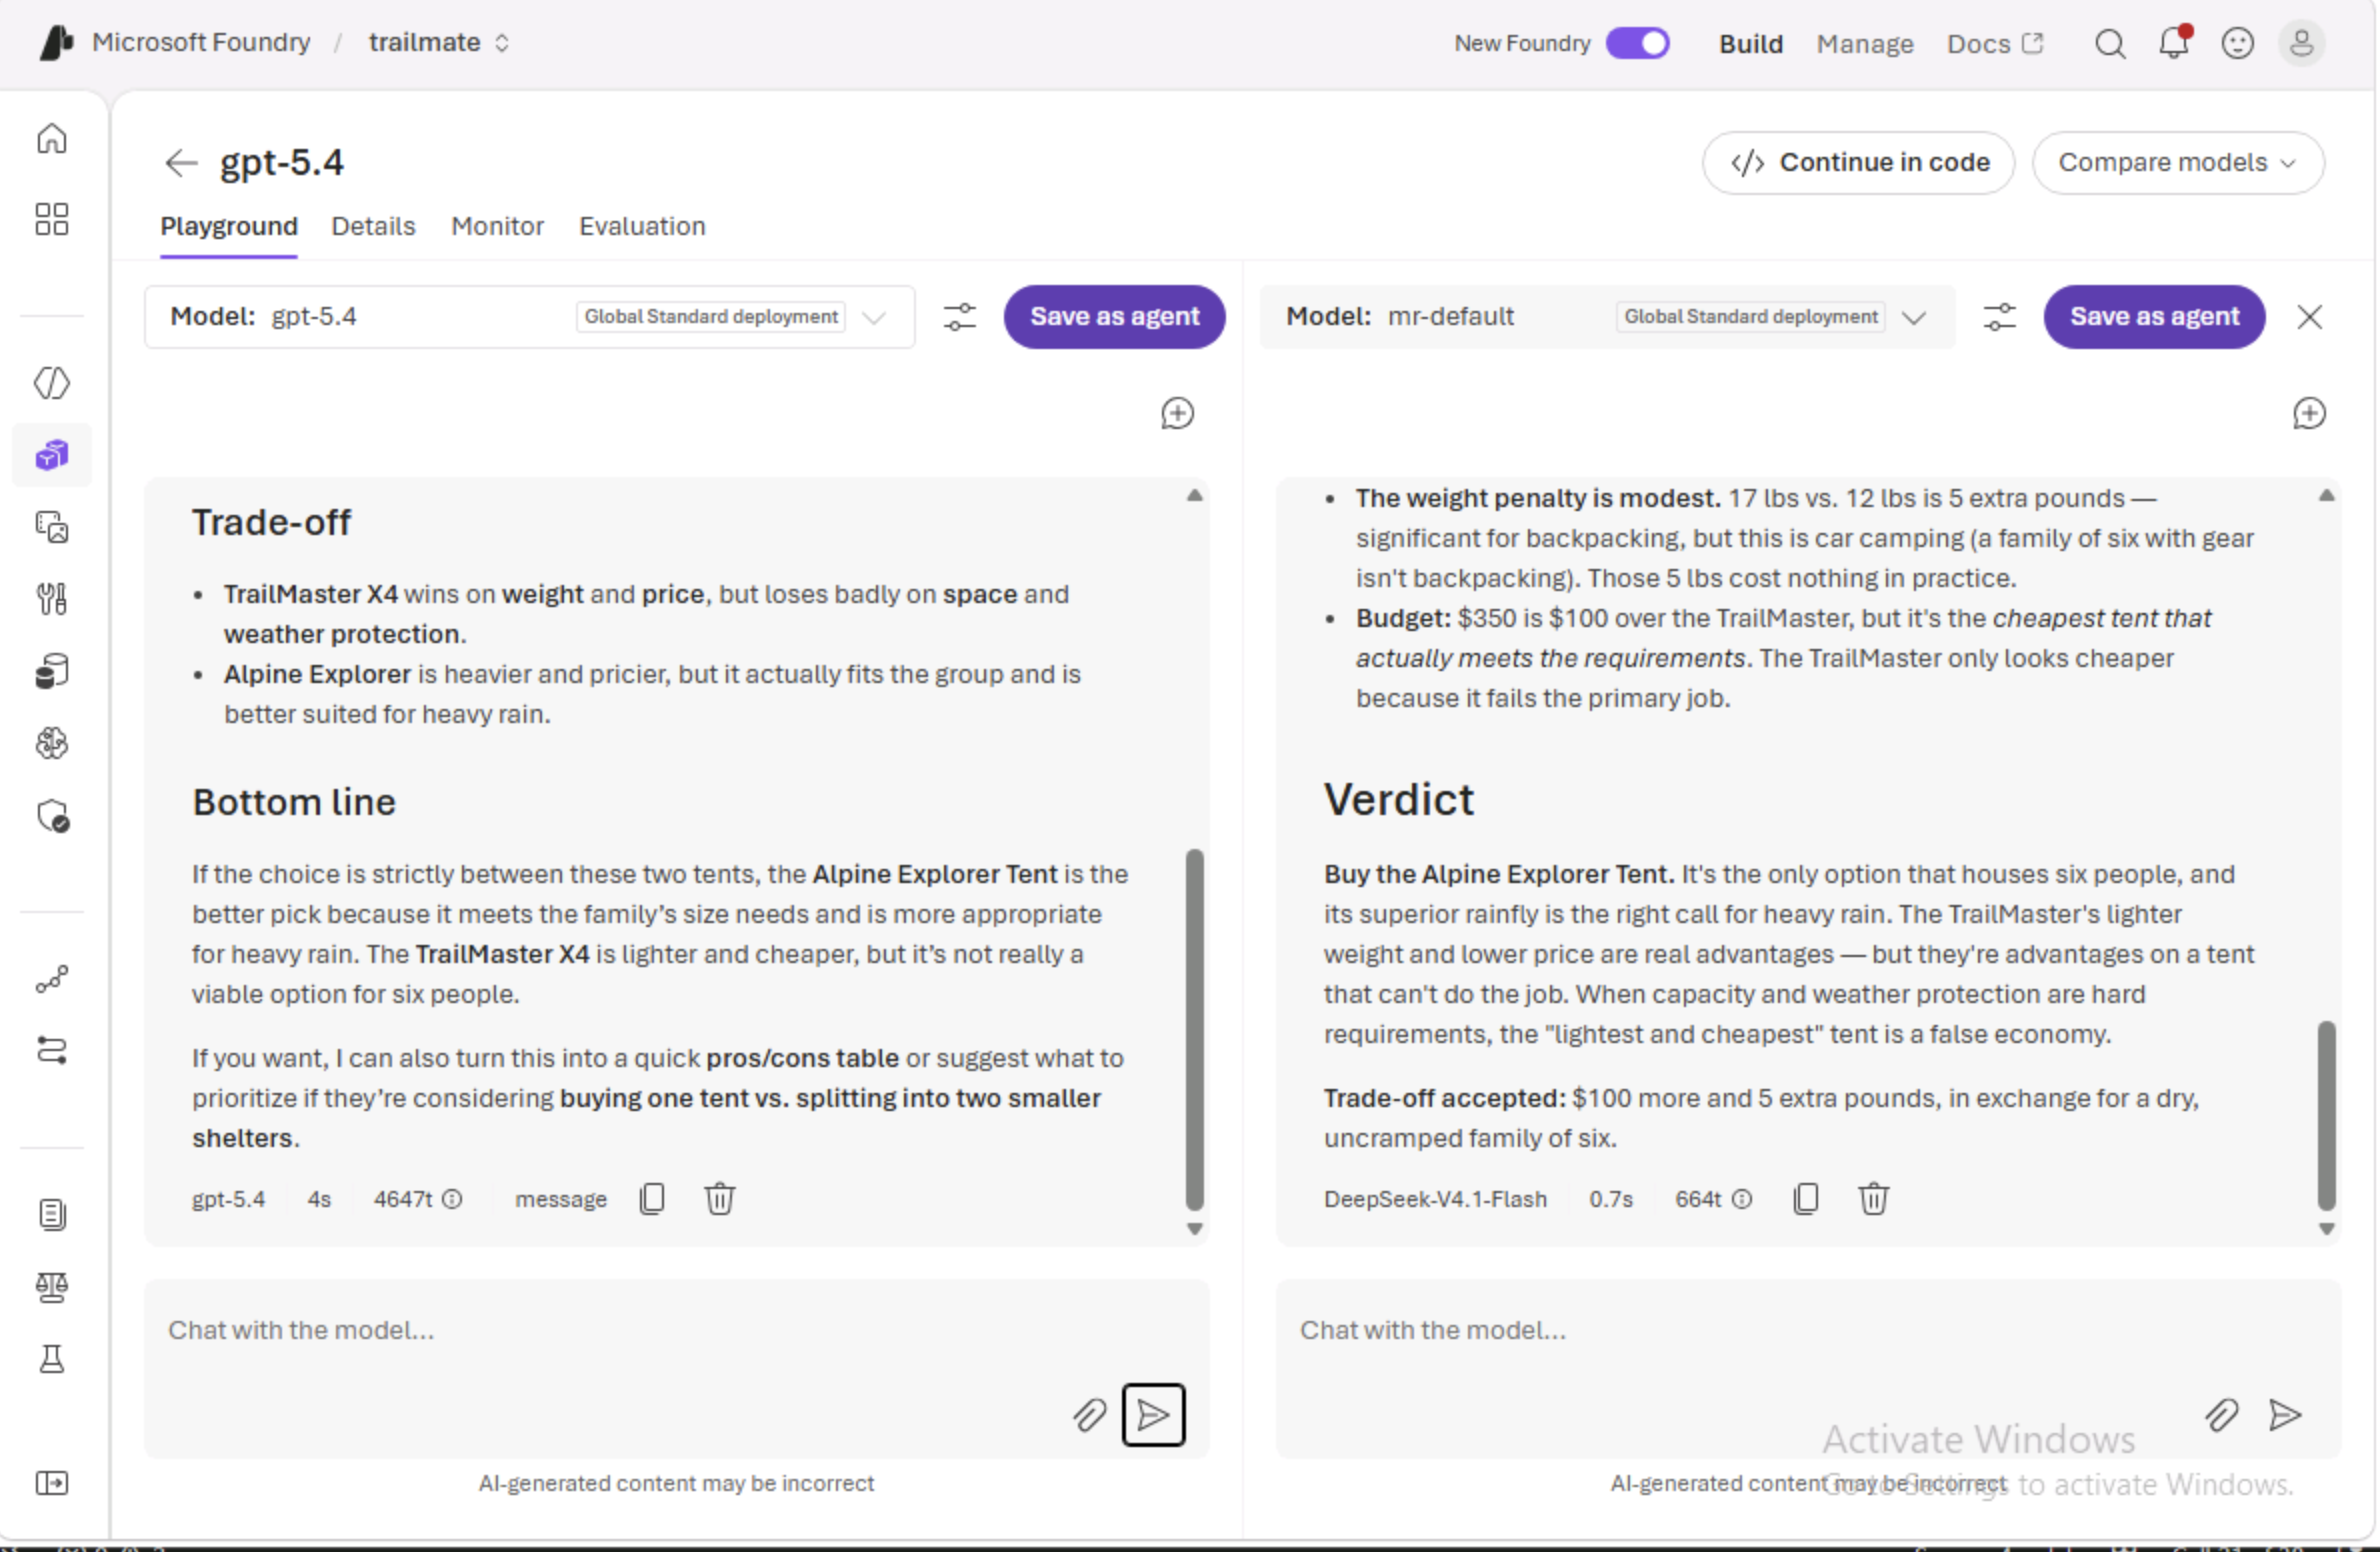 Microsoft Foundry / trailmate
New Foundry
Build
Manage
Docs
gpt-5.4
Continue in code
Compare models
Playground
Details
Monitor
Evaluation
Model: gpt-5.4
Global Standard deployment
Save as agent
Trade-off
• TrailMaster X4 wins on weight and price, but loses badly on space and
weather protection.
• Alpine Explorer is heavier and pricier, but it actually fits the group and is
better suited for heavy rain.
Bottom line
If the choice is strictly between these two tents, the Alpine Explorer Tent is the
better pick because it meets the family’s size needs and is more appropriate
for heavy rain. The TrailMaster X4 is lighter and cheaper, but it’s not really a
viable option for six people.
If you want, I can also turn this into a quick pros/cons table or suggest what to
prioritize if they’re considering buying one tent vs. splitting into two smaller
shelters.
gpt-5.4
4s
4647t
message
Chat with the model...
AI-generated content may be incorrect
Model: mr-default
Global Standard deployment
Save as agent
• The weight penalty is modest. 17 lbs vs. 12 lbs is 5 extra pounds —
significant for backpacking, but this is car camping (a family of six with gear
isn't backpacking). Those 5 lbs cost nothing in practice.
• Budget: $350 is $100 over the TrailMaster, but it's the cheapest tent that
actually meets the requirements. The TrailMaster only looks cheaper
because it fails the primary job.
Verdict
Buy the Alpine Explorer Tent. It's the only option that houses six people, and
its superior rainfly is the right call for heavy rain. The TrailMaster's lighter
weight and lower price are real advantages — but they're advantages on a tent
that can't do the job. When capacity and weather protection are hard
requirements, the "lightest and cheapest" tent is a false economy.
Trade-off accepted: $100 more and 5 extra pounds, in exchange for a dry,
uncramped family of six.
DeepSeek-V4.1-Flash
0.7s
664t
Chat with the model...
AI-generated content may be incorrect
Activate Windows
Go to Settings to activate Windows.